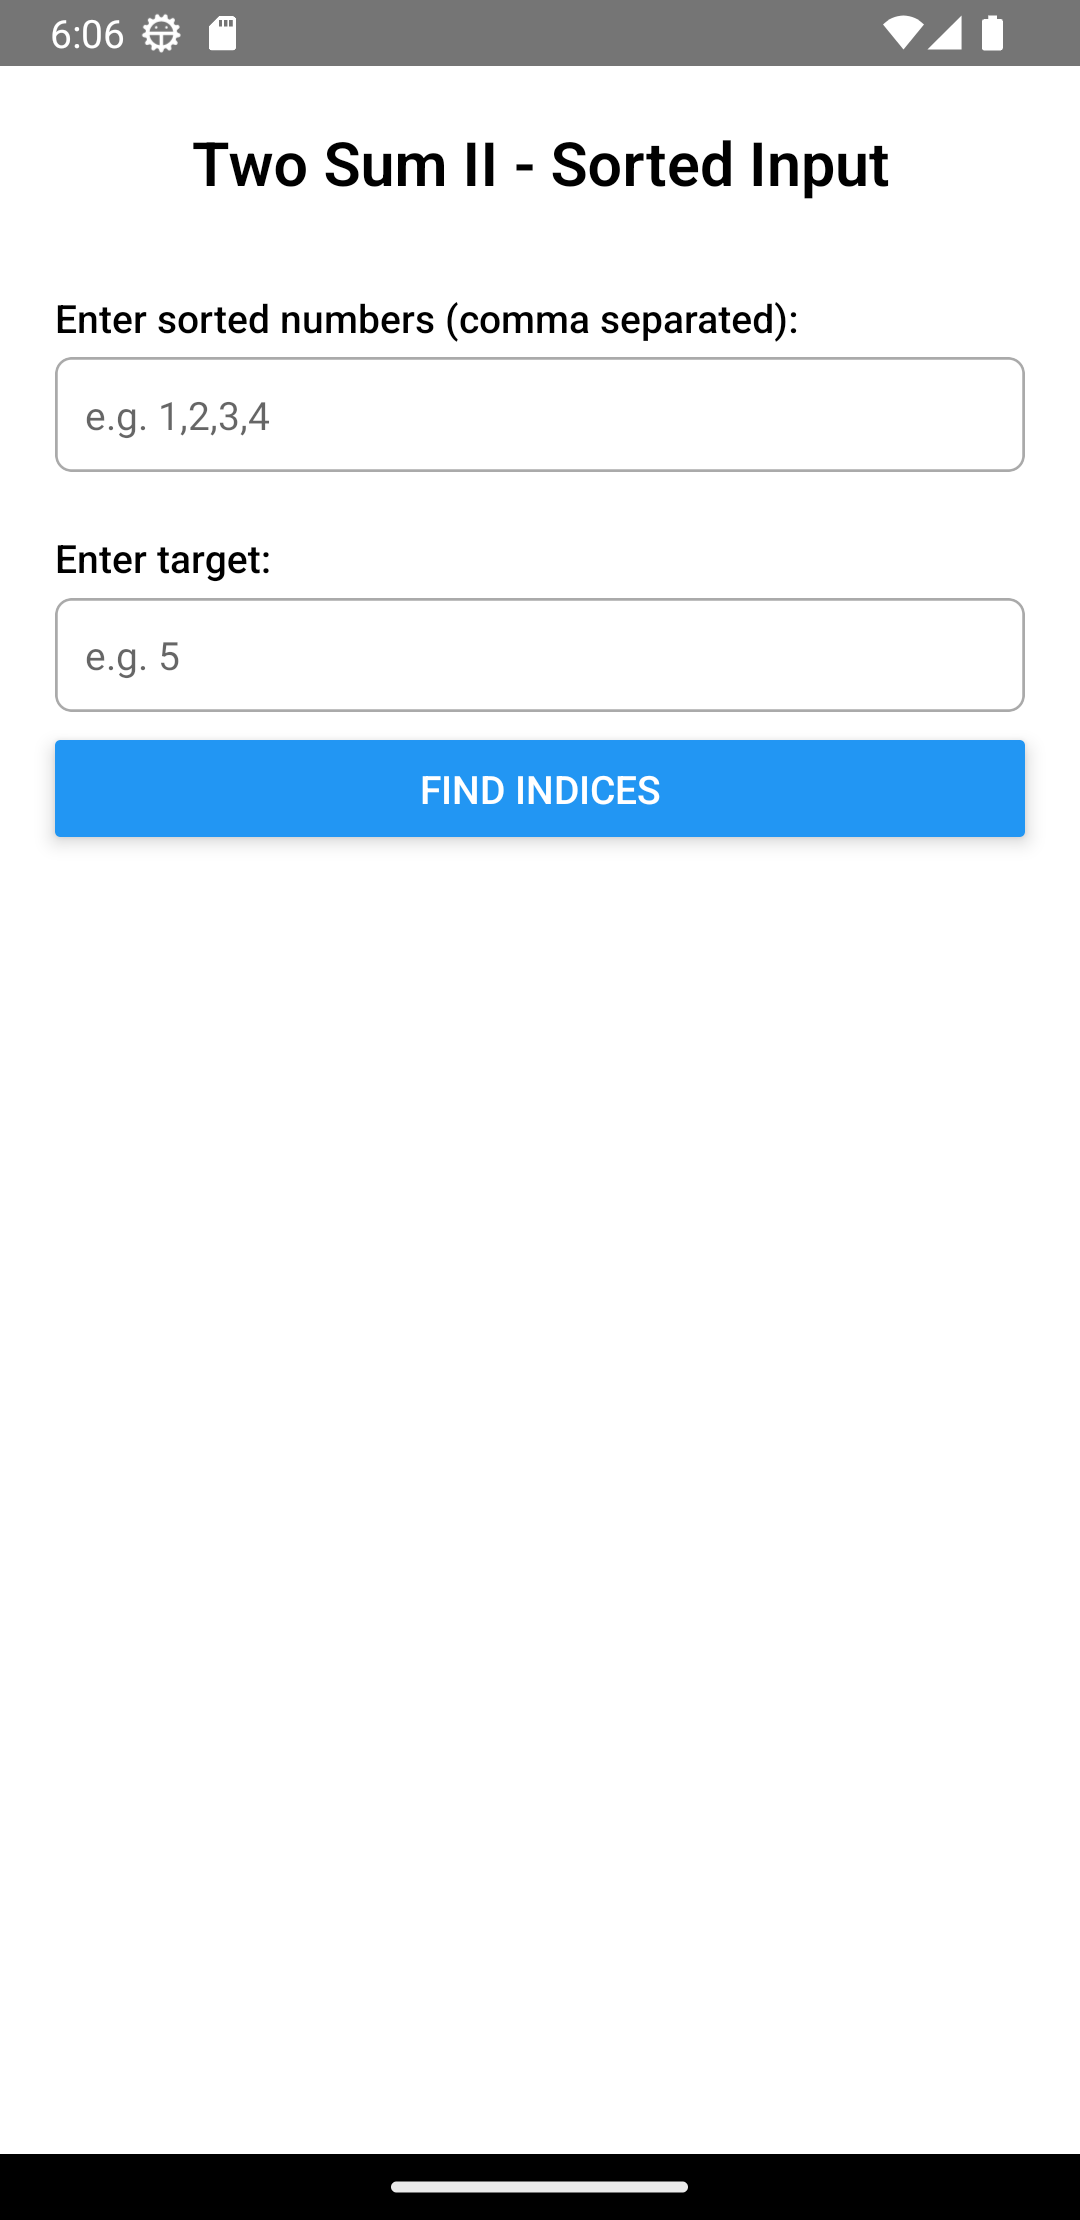 6:06
Two Sum II - Sorted Input
Enter sorted numbers (comma separated):
e.g. 1,2,3,4
Enter target:
e.g. 5
FIND INDICES